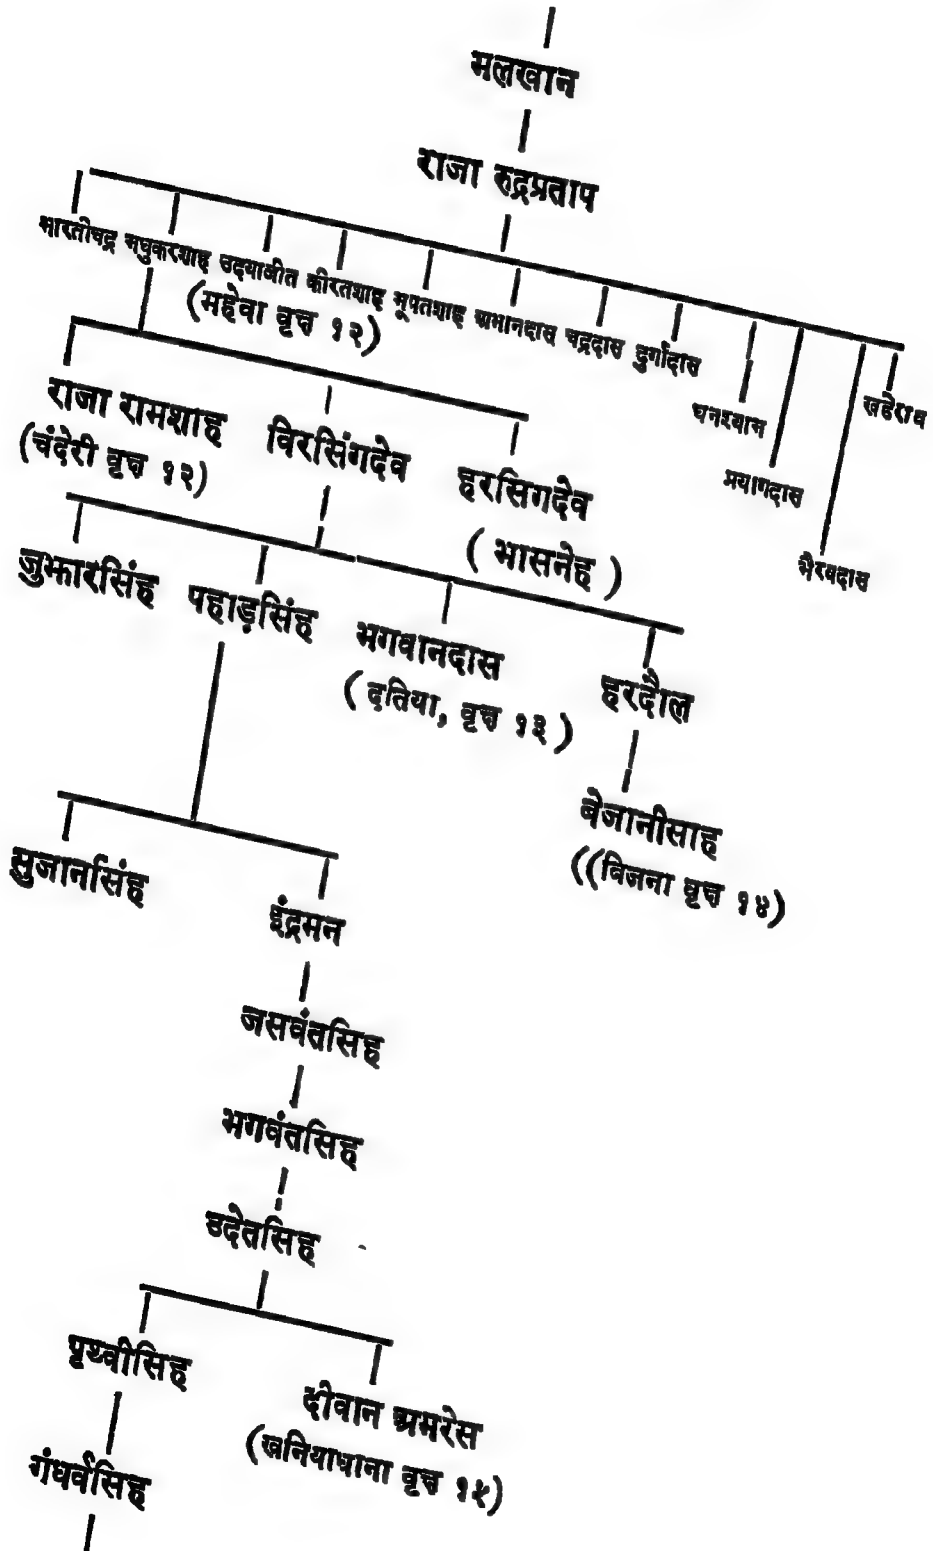 मलखान
राजा रुद्रप्रताप
भारतीचद्र मधुकरशाह उदयाजीत कीरतशाह भूपतशाह अमानदास चद्रदास दुर्गादास
घनश्याम
प्रयागदास
भैरवदास
खडेराव
(महेवा वृत्त १२)
राजा रामशाह विरसिंगदेव हरसिगदेव
(चंदेरी वृत्त १२)
( भासनेह )
जुझारसिंह पहाड़सिंह भगवानदास हरदौल
( दतिया, वृत्त १३ )
बेजानीसाह
((विजना वृत्त १४)
सुजानसिंह इंद्रमन
जसवंतसिह
भगवंतसिह
उदेतसिह
पृथ्वीसिह दीवान अमरेस
(खनियाधाना वृत्त १५)
गंधर्वसिह